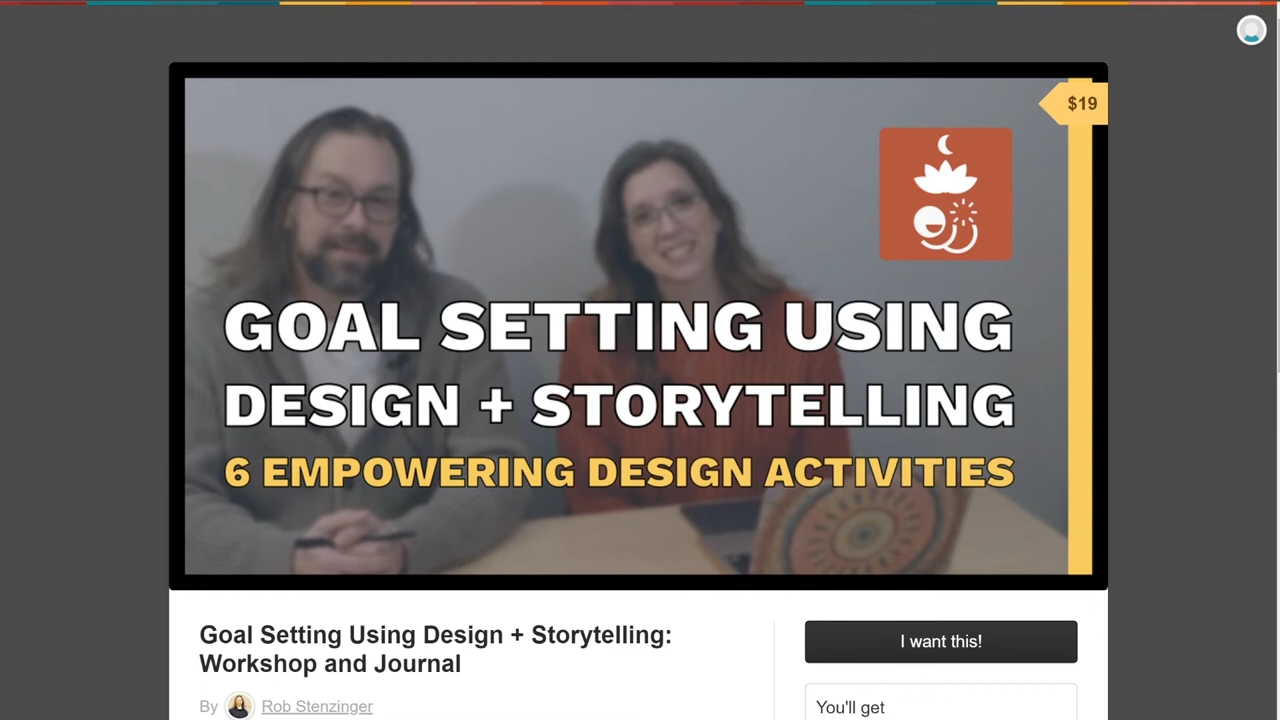 $19
GOAL SETTING USING
DESIGN + STORYTELLING
6 EMPOWERING DESIGN ACTIVITIES
Goal Setting Using Design + Storytelling:
Workshop and Journal
By Rob Stenzinger
I want this!
You'll get